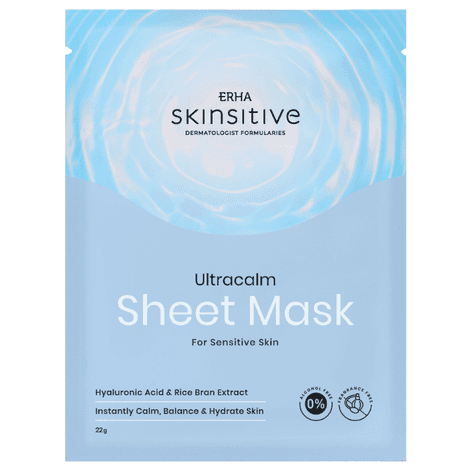 ERHA
SKINSITIVE
DERMATOLOGIST FORMULARIES
Ultracalm
Sheet Mask
For Sensitive Skin
Hyaluronic Acid & Rice Bran Extract
Instantly Calm, Balance & Hydrate Skin
22g
ALCOHOL FREE
0%
FRAGRANCE FREE